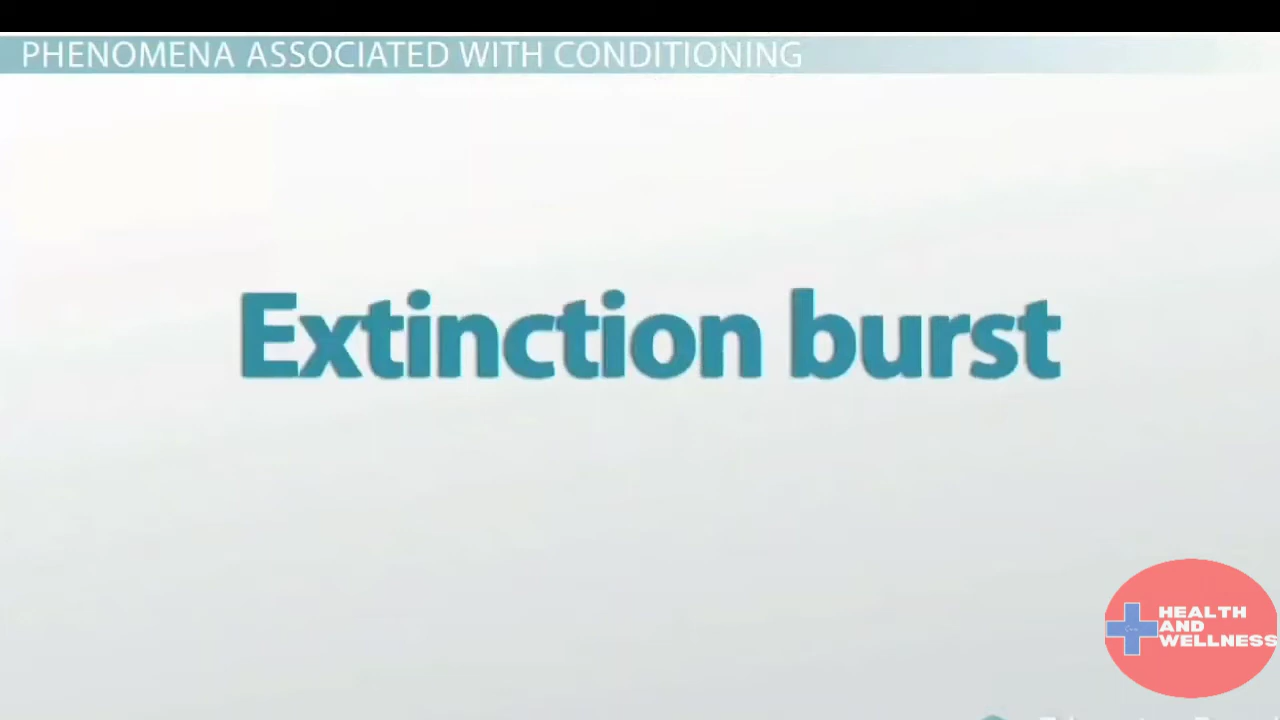 PHENOMENA ASSOCIATED WITH CONDITIONING
Extinction burst
HEALTH
AND
WELLNESS